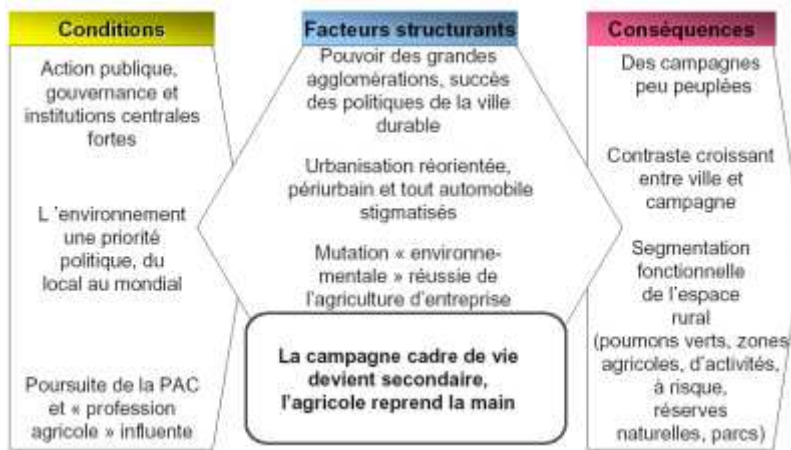 Conditions
Action publique,
gouvernance et
institutions centrales
fortes
L 'environnement
une priorité
politique, du
local au mondial
Poursuite de la PAC
et « profession
agricole » influente
Facteurs structurants
Pouvoir des grandes
agglomérations, succès
des politiques de la ville
durable
Urbanisation réorientée,
périurbain et tout automobile
stigmatisés
Mutation « environne-
mentale » réussie de
l'agriculture d'entreprise
La campagne cadre de vie
devient secondaire,
l'agricole reprend la main
Conséquences
Des campagnes
peu peuplées
Contraste croissant
entre ville et
campagne
Segmentation
fonctionnelle
de l'espace
rural
(poumons verts, zones
agricoles, d'activités,
à risque,
réserves
naturelles, parcs)